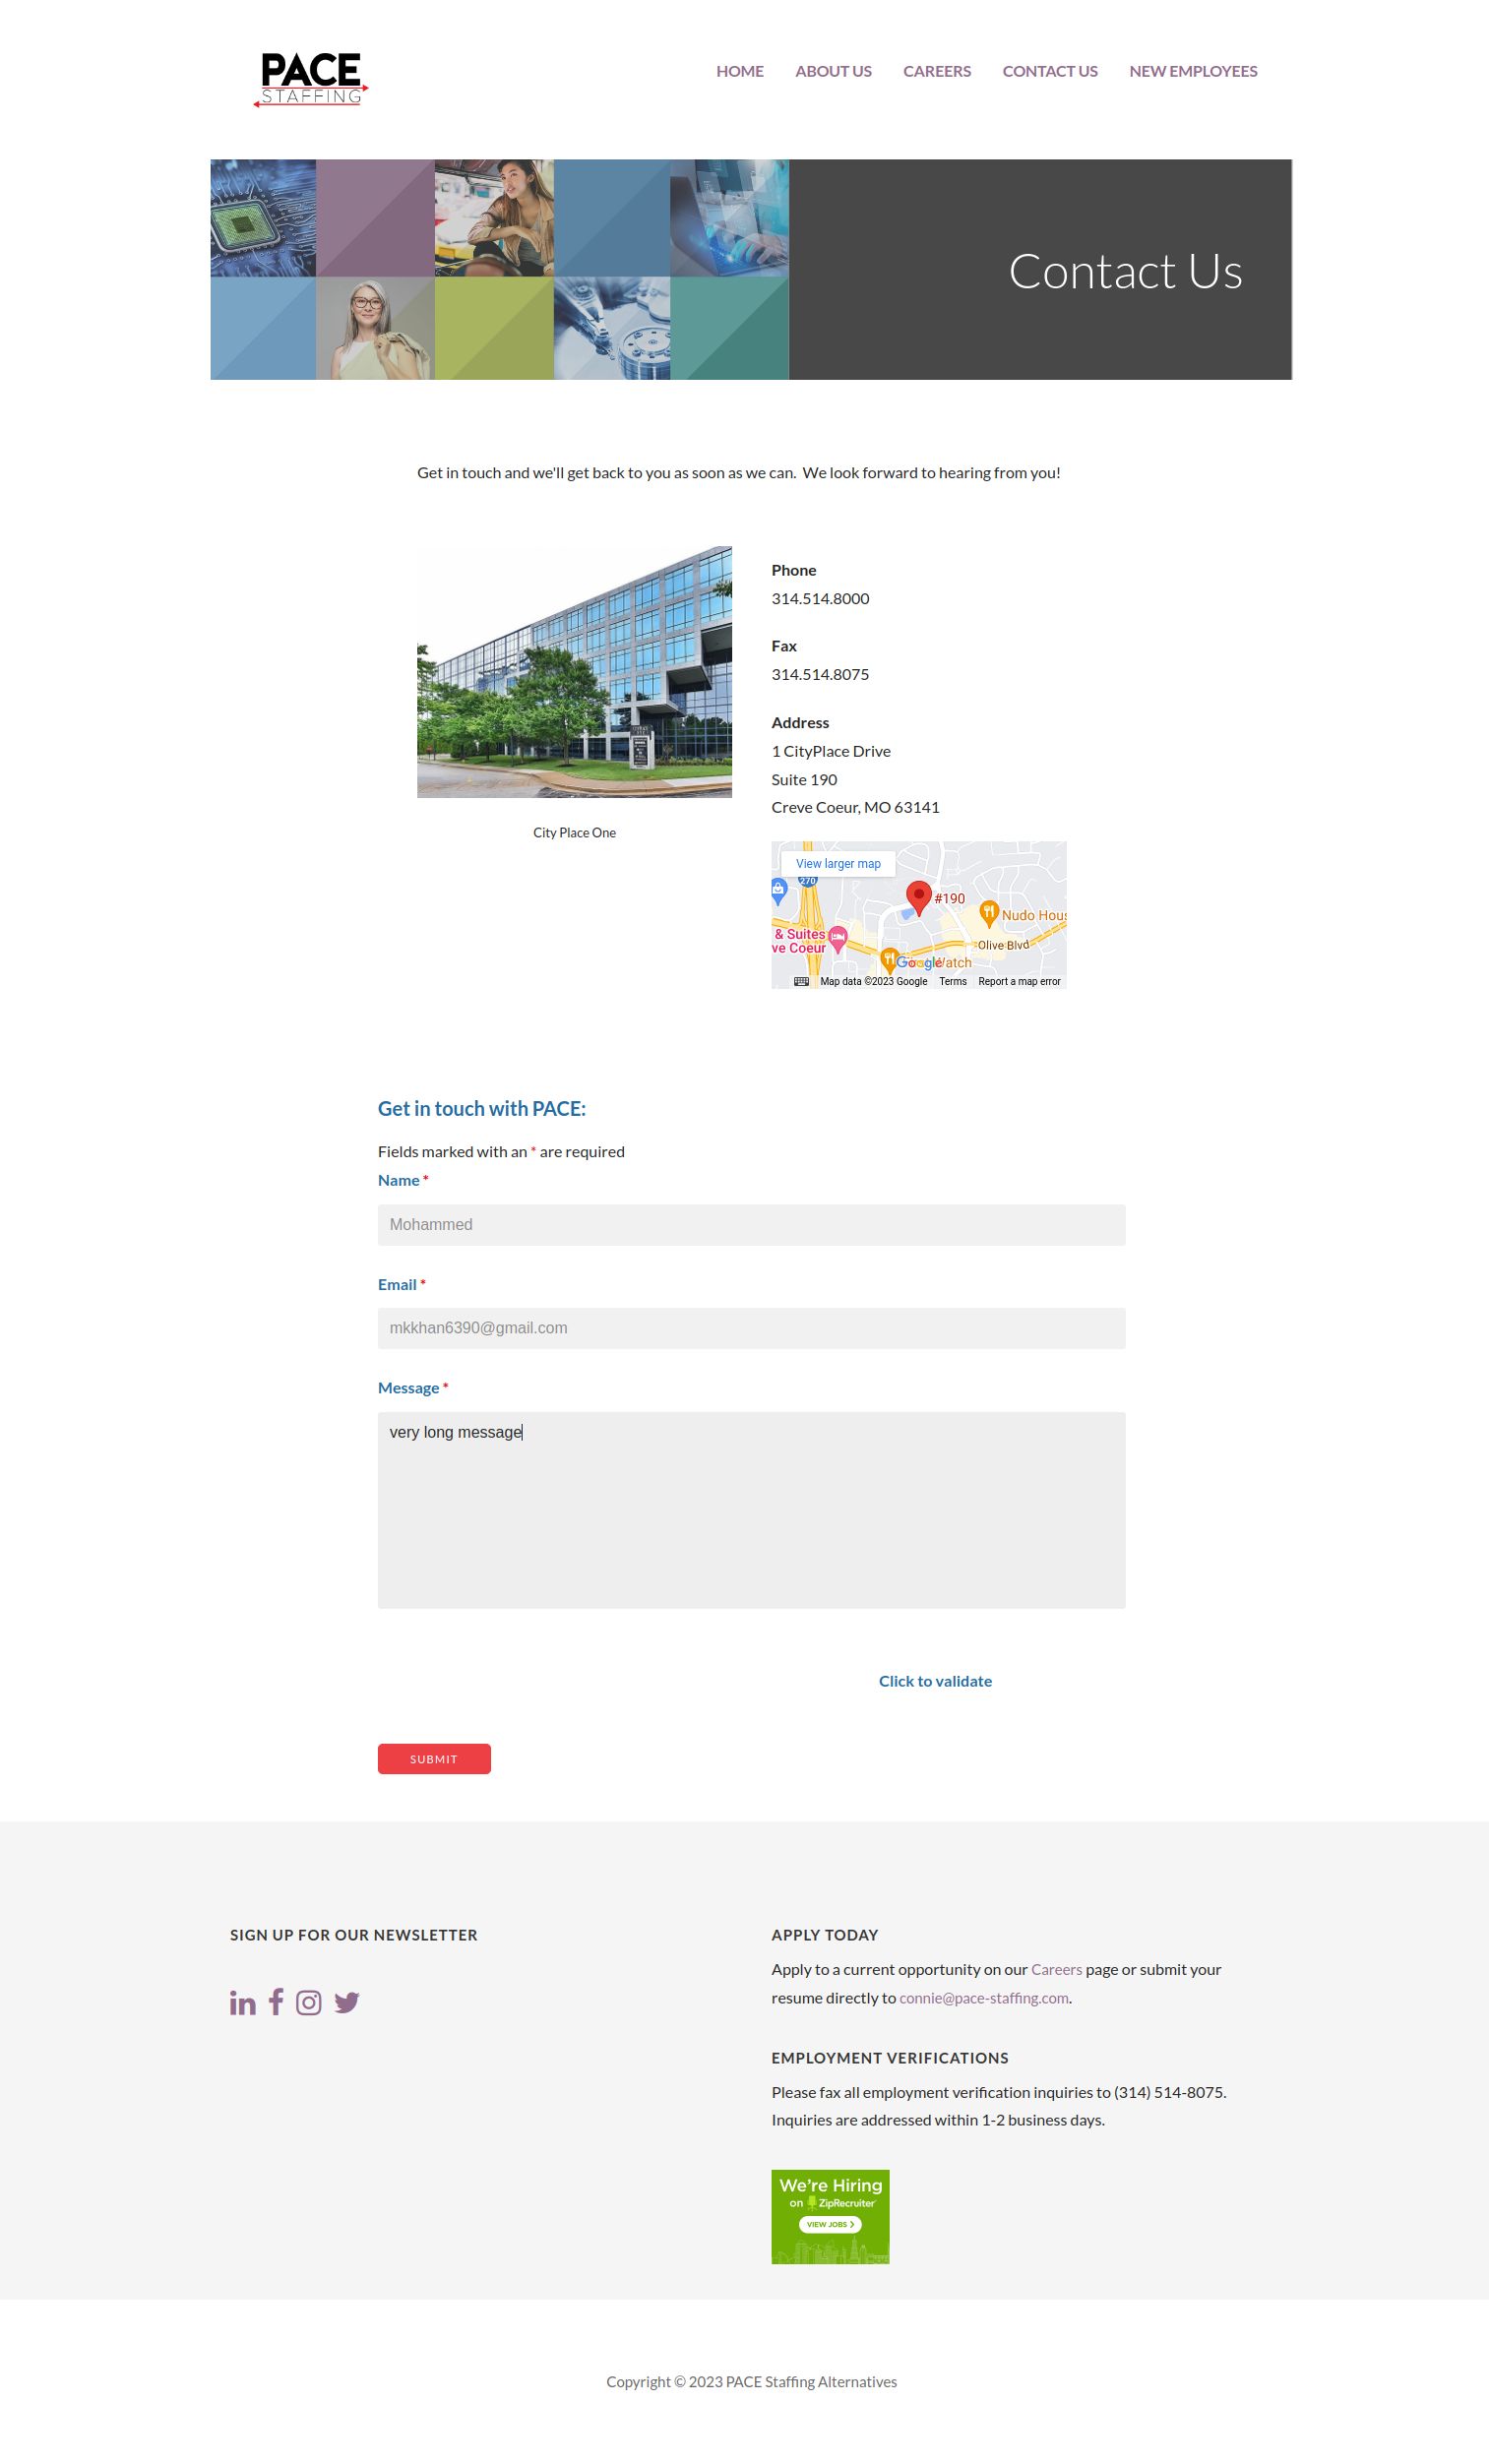 PACE
STAFFING
HOME ABOUT US CAREERS CONTACT US NEW EMPLOYEES
Contact Us
Get in touch and we'll get back to you as soon as we can.  We look forward to hearing from you!
Phone
314.514.8000
Fax
314.514.8075
Address
1 CityPlace Drive
Suite 190
Creve Coeur, MO 63141
City Place One
View larger map
270
#190
Nudo Hous
& Suites
ve Coeur
Olive Blvd
Google
Watch
Map data ©2023 Google Terms Report a map error
Get in touch with PACE:
Fields marked with an * are required
Name *
Mohammed
Email *
mkkhan6390@gmail.com
Message *
very long message
Click to validate
SUBMIT
SIGN UP FOR OUR NEWSLETTER
APPLY TODAY
Apply to a current opportunity on our Careers page or submit your
resume directly to connie@pace-staffing.com.
EMPLOYMENT VERIFICATIONS
Please fax all employment verification inquiries to (314) 514-8075.
Inquiries are addressed within 1-2 business days.
We're Hiring
on ZipRecruiter
VIEW JOBS
Copyright © 2023 PACE Staffing Alternatives